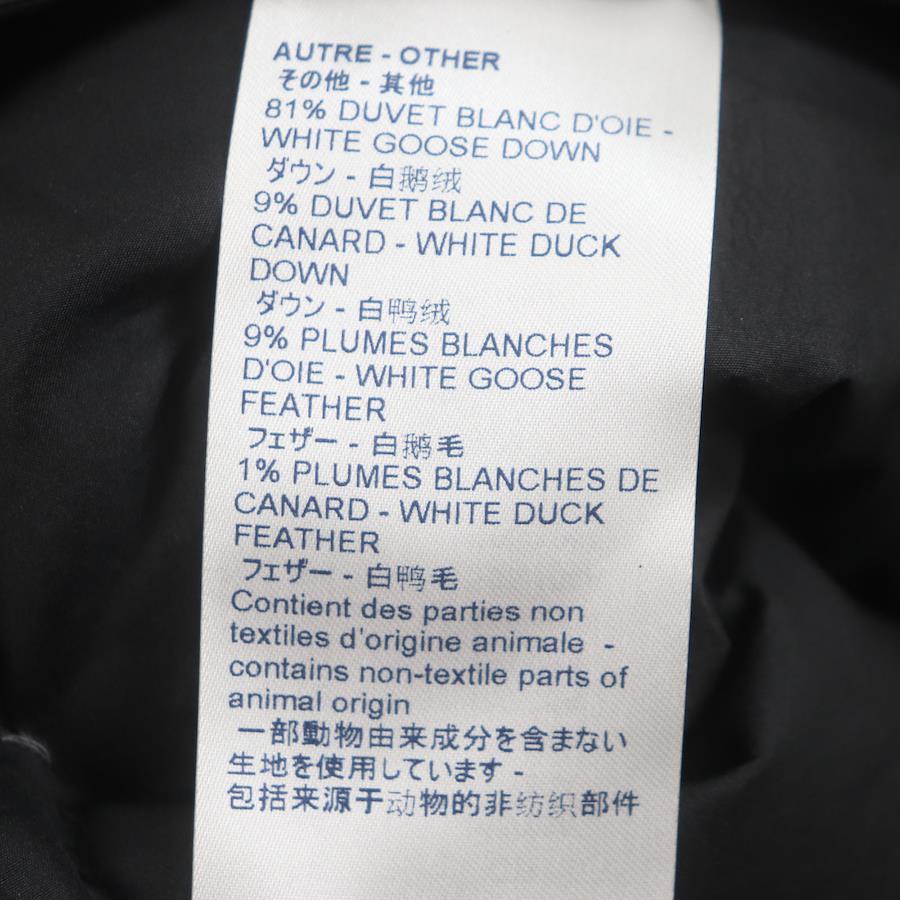 AUTRE - OTHER
その他 - 其他
81% DUVET BLANC D'OIE -
WHITE GOOSE DOWN
ダウン - 白鹅绒
9% DUVET BLANC DE
CANARD - WHITE DUCK
DOWN
ダウン - 白鸭绒
9% PLUMES BLANCHES
D'OIE - WHITE GOOSE
FEATHER
フェザー - 白鹅毛
1% PLUMES BLANCHES DE
CANARD - WHITE DUCK
FEATHER
フェザー - 白鸭毛
Contient des parties non
textiles d'origine animale -
contains non-textile parts of
animal origin
一部動物由来成分を含まない
生地を使用しています -
包括来源于动物的非纺织部件